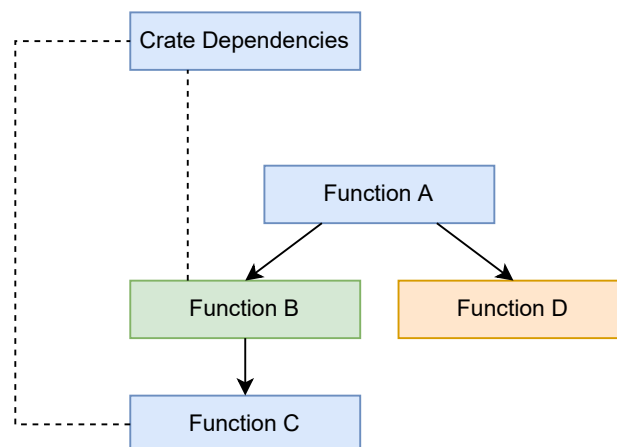 Crate Dependencies
Function A
Function B
Function D
Function C